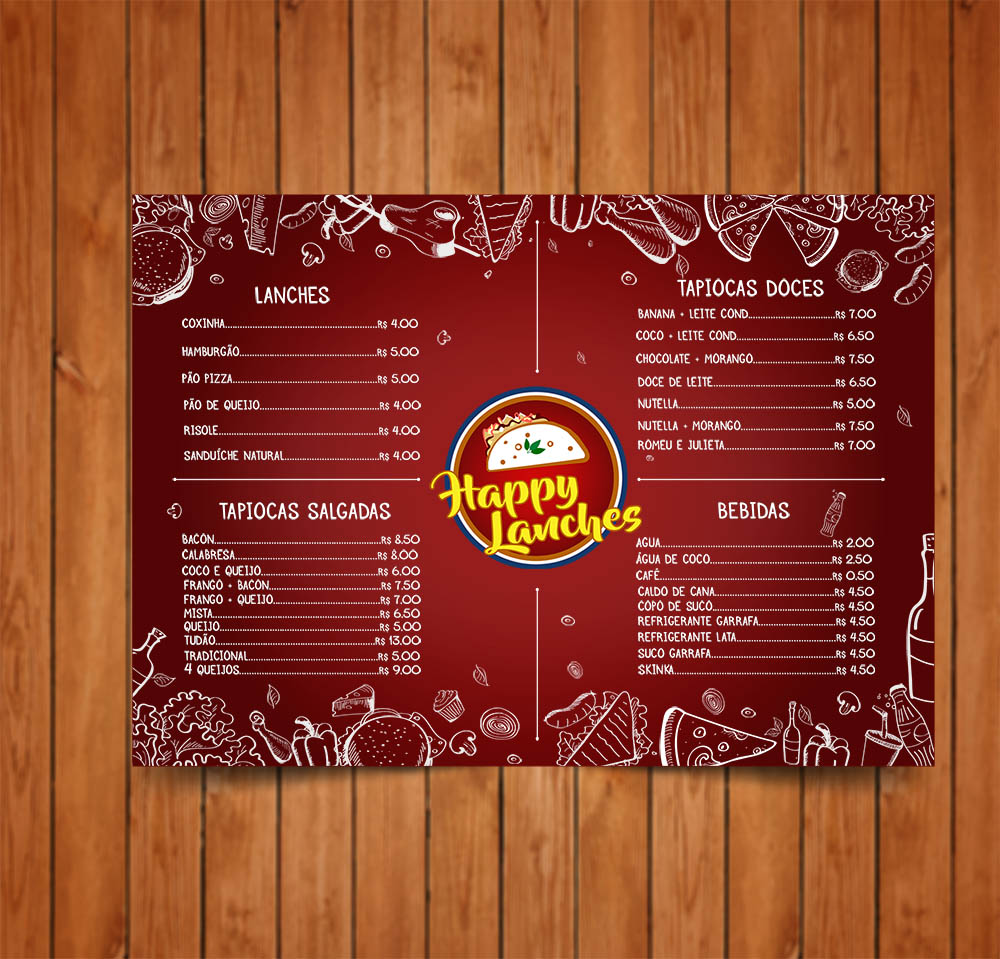 LANCHES
COXINHA R$ 4.00
HAMBURGÃO R$ 5.00
PÃO PIZZA R$ 5.00
PÃO DE QUEIJO R$ 4.00
RISOLE R$ 4.00
SANDUÍCHE NATURAL R$ 4.00
TAPIOCAS SALGADAS
BACON R$ 8.50
CALABRESA R$ 8.00
COCO E QUEIJO R$ 6.00
FRANGO + BACON R$ 7.50
FRANGO + QUEIJO R$ 7.00
MISTA R$ 6.50
QUEIJO R$ 5.00
TUDÃO R$ 13.00
TRADICIONAL R$ 5.00
4 QUEIJOS R$ 9.00
Happy
Lanches
TAPIOCAS DOCES
BANANA + LEITE COND R$ 7.00
COCO + LEITE COND R$ 6.50
CHOCOLATE + MORANGO R$ 7.50
DOCE DE LEITE R$ 6.50
NUTELLA R$ 5.00
NUTELLA + MORANGO R$ 7.50
ROMEU E JULIETA R$ 7.00
BEBIDAS
AGUA R$ 2.00
ÁGUA DE COCO R$ 2.50
CAFÉ R$ 0.50
CALDO DE CANA R$ 4.50
COPO DE SUCO R$ 4.50
REFRIGERANTE GARRAFA R$ 4.50
REFRIGERANTE LATA R$ 4.50
SUCO GARRAFA R$ 4.50
SKINKA R$ 4.50